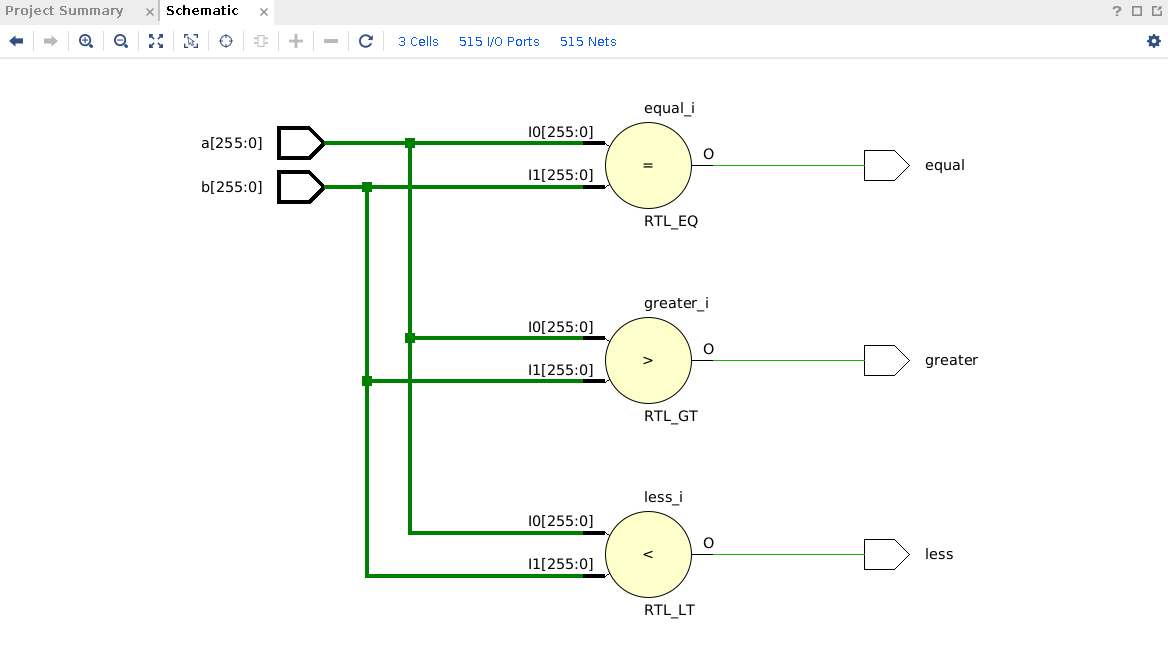 Project Summary × Schematic × ?
3 Cells 515 I/O Ports 515 Nets
equal_i
a[255:0] I0[255:0] = O equal
b[255:0] I1[255:0]
RTL_EQ
greater_i
I0[255:0] > O greater
I1[255:0]
RTL_GT
less_i
I0[255:0] < O less
I1[255:0]
RTL_LT